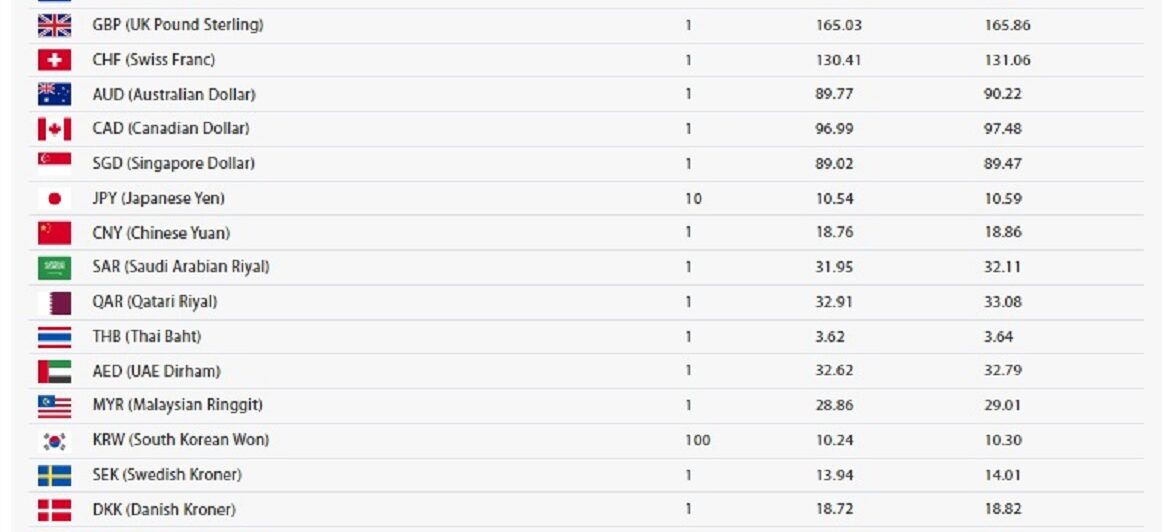 GBP (UK Pound Sterling) 1 165.03 165.86
CHF (Swiss Franc) 1 130.41 131.06
AUD (Australian Dollar) 1 89.77 90.22
CAD (Canadian Dollar) 1 96.99 97.48
SGD (Singapore Dollar) 1 89.02 89.47
JPY (Japanese Yen) 10 10.54 10.59
CNY (Chinese Yuan) 1 18.76 18.86
SAR (Saudi Arabian Riyal) 1 31.95 32.11
QAR (Qatari Riyal) 1 32.91 33.08
THB (Thai Baht) 1 3.62 3.64
AED (UAE Dirham) 1 32.62 32.79
MYR (Malaysian Ringgit) 1 28.86 29.01
KRW (South Korean Won) 100 10.24 10.30
SEK (Swedish Kroner) 1 13.94 14.01
DKK (Danish Kroner) 1 18.72 18.82